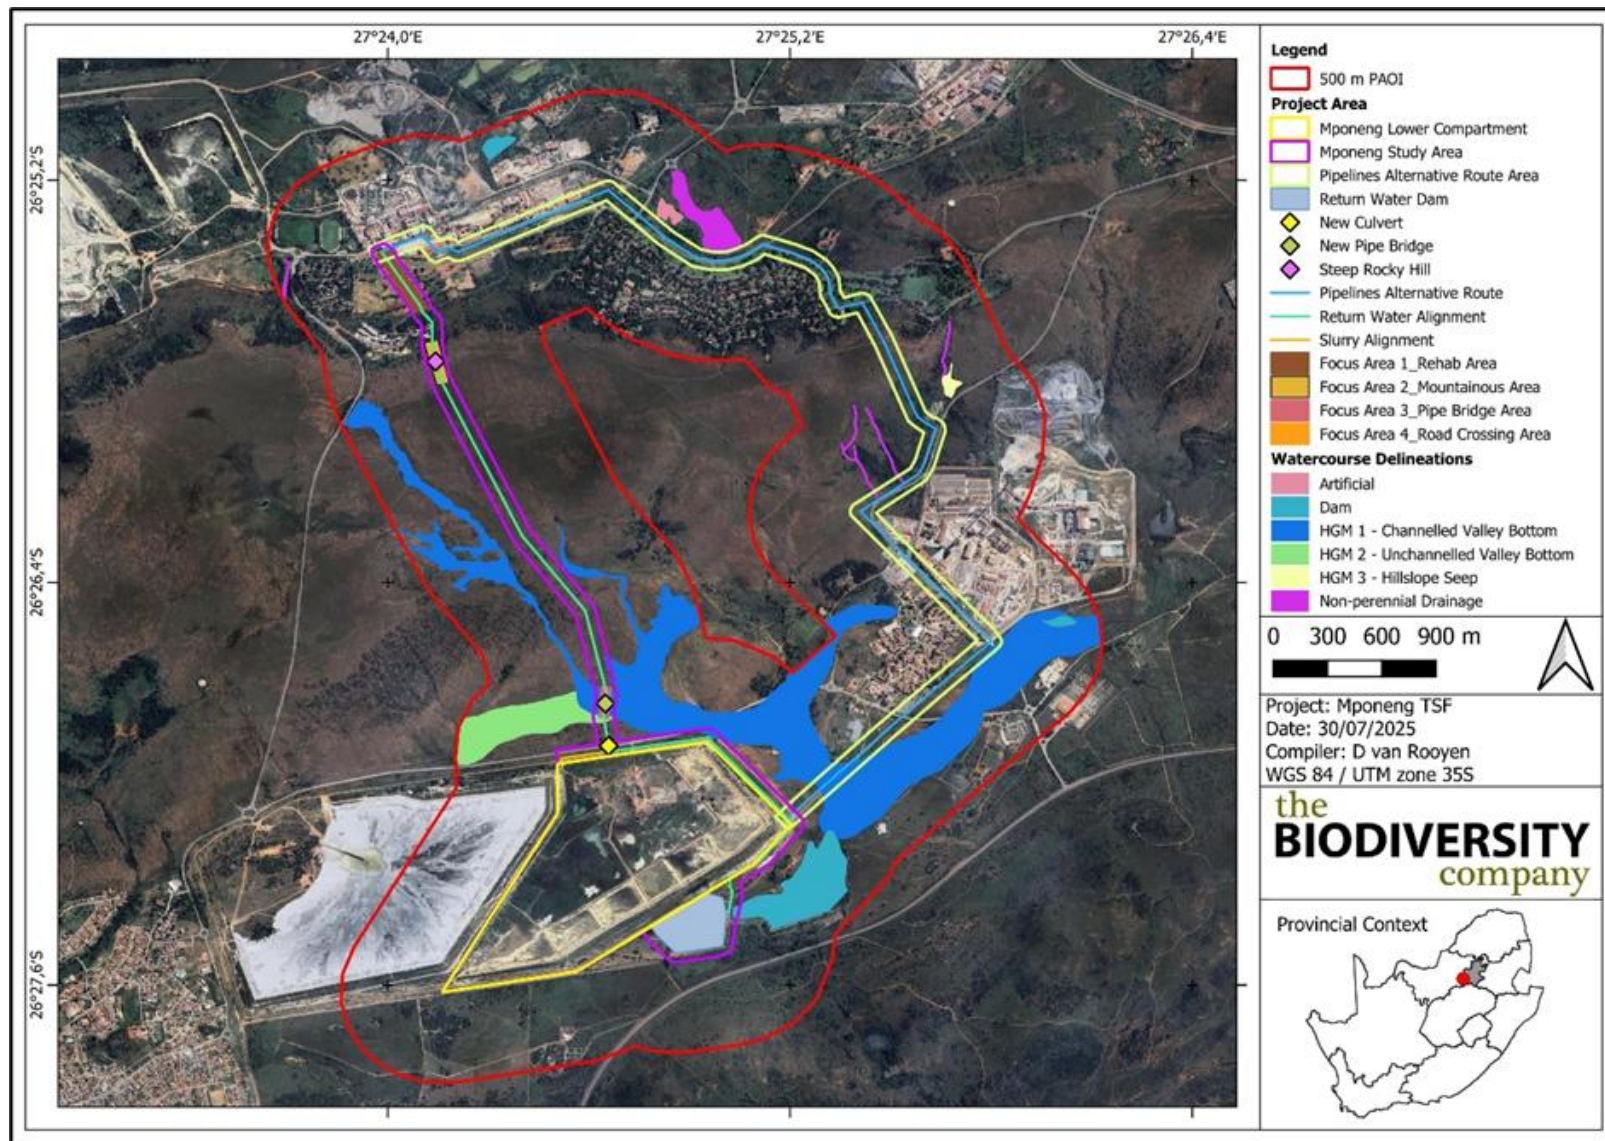 27°24,0'E
27°25,2'E
27°26,4'E
26°25,2'S
26°26,4'S
26°27,6'S
Legend
500 m PAOI
Project Area
Mponeng Lower Compartment
Mponeng Study Area
Pipelines Alternative Route Area
Return Water Dam
New Culvert
New Pipe Bridge
Steep Rocky Hill
Pipelines Alternative Route
Return Water Alignment
Slurry Alignment
Focus Area 1_Rehab Area
Focus Area 2_Mountainous Area
Focus Area 3_Pipe Bridge Area
Focus Area 4_Road Crossing Area
Watercourse Delineations
Artificial
Dam
HGM 1 - Channelled Valley Bottom
HGM 2 - Unchannelled Valley Bottom
HGM 3 - Hillslope Seep
Non-perennial Drainage
0 300 600 900 m
Project: Mponeng TSF
Date: 30/07/2025
Compiler: D van Rooyen
WGS 84 / UTM zone 35S
the
BIODIVERSITY
company
Provincial Context